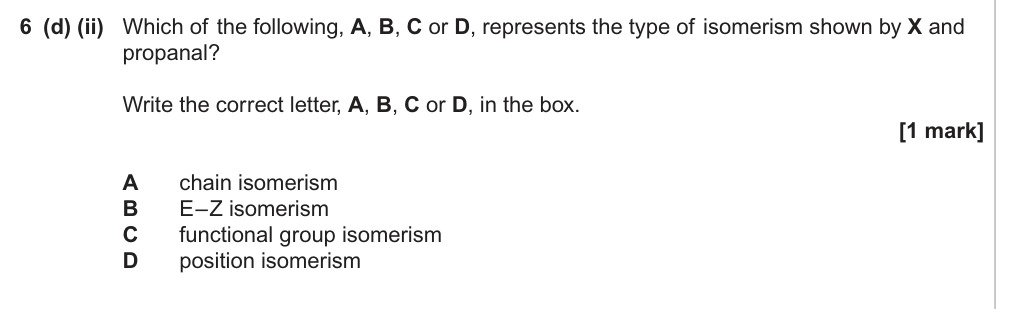 6 (d) (ii) Which of the following, A, B, C or D, represents the type of isomerism shown by X and
propanal?
Write the correct letter, A, B, C or D, in the box.
[1 mark]
A chain isomerism
B E–Z isomerism
C functional group isomerism
D position isomerism